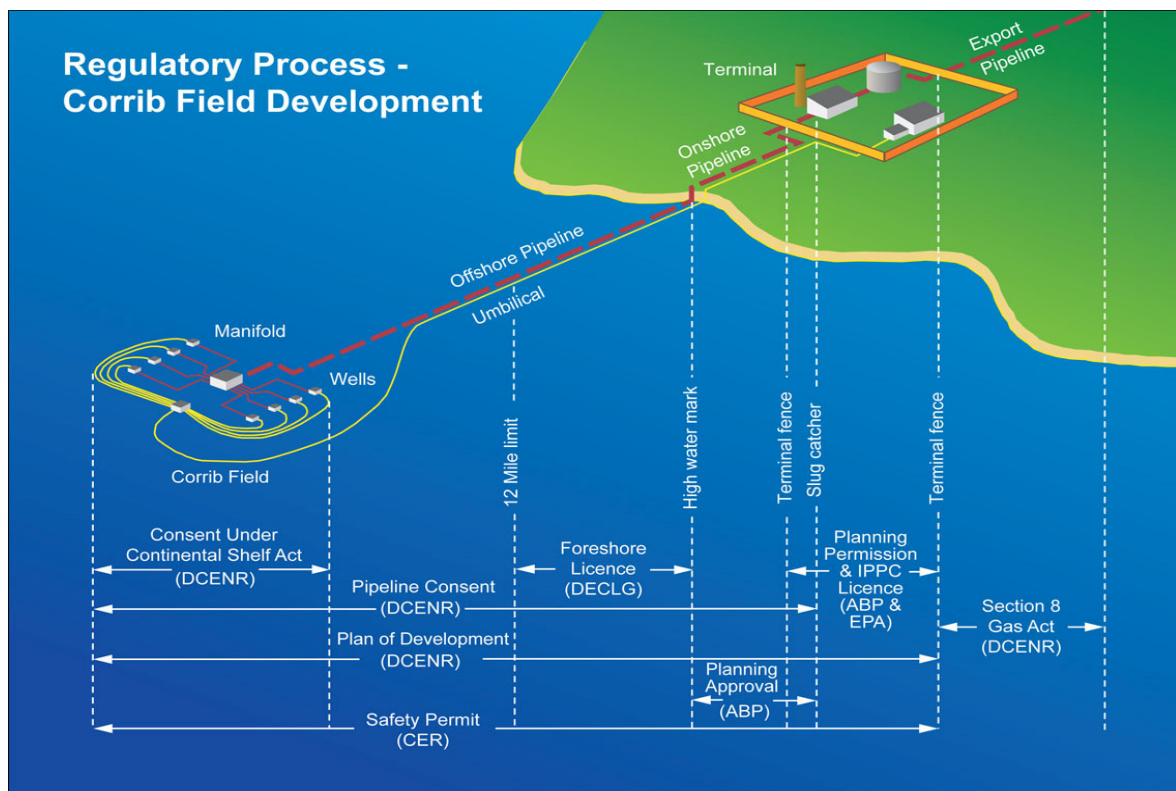 Regulatory Process -
Corrib Field Development
Terminal
Export
Pipeline
Onshore
Pipeline
Offshore Pipeline
Umbilical
Manifold
Wells
Corrib Field
12 Mile limit
High water mark
Terminal fence
Slug catcher
Terminal fence
Consent Under
Continental Shelf Act
(DCENR)
Foreshore
Licence
(DECLG)
Planning
Permission
& IPPC
Licence
(ABP &
EPA)
Pipeline Consent
(DCENR)
Section 8
Gas Act
(DCENR)
Plan of Development
(DCENR)
Planning
Approval
(ABP)
Safety Permit
(CER)